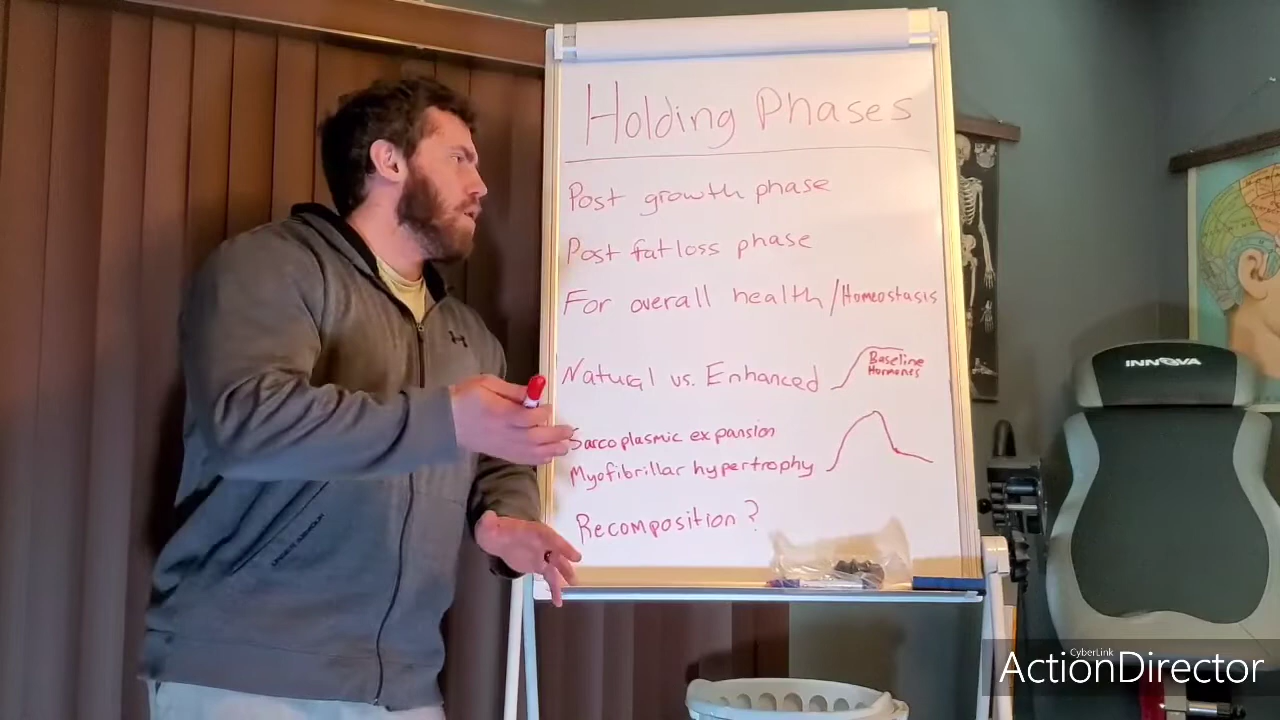 Holding Phases
Post growth phase
Post fat loss phase
For overall health/Homeostasis
Natural vs. Enhanced
Baseline
Hormones
Sarcoplasmic expansion
Myofibrillar hypertrophy
Recomposition?
INNOVA
CyberLink
ActionDirector